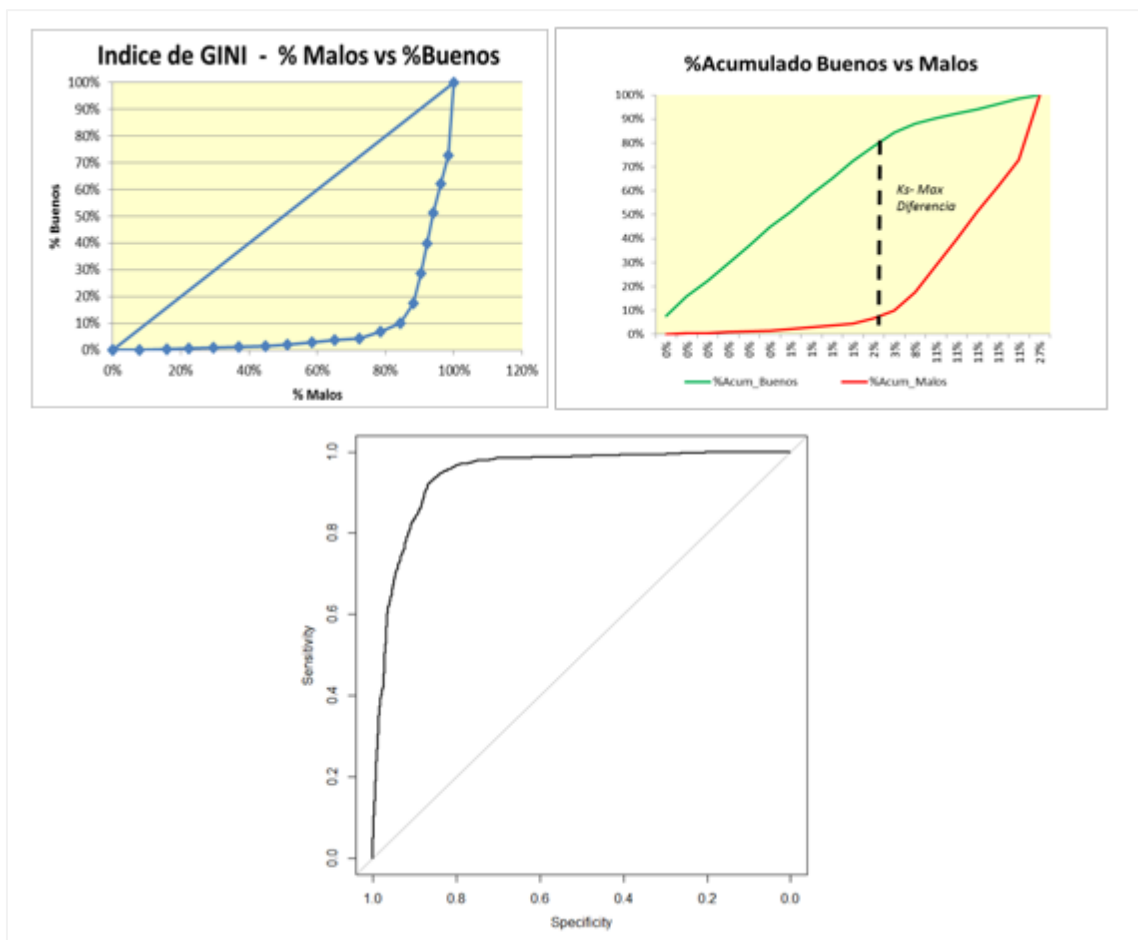 Indice de GINI - % Malos vs %Buenos
100%
90%
80%
70%
60%
50%
40%
30%
20%
10%
0%
% Buenos
0% 20% 40% 60% 80% 100% 120%
% Malos
%Acumulado Buenos vs Malos
100%
90%
80%
70%
60%
50%
40%
30%
20%
10%
0%
Ks- Max
Diferencia
0% 0% 0% 0% 0% 0% 1% 1% 1% 1% 2% 3% 8% 11% 11% 11% 11% 11% 27%
%Acum_Buenos %Acum_Malos
1.0
0.8
0.6
0.4
0.2
0.0
Sensitivity
1.0 0.8 0.6 0.4 0.2 0.0
Specificity